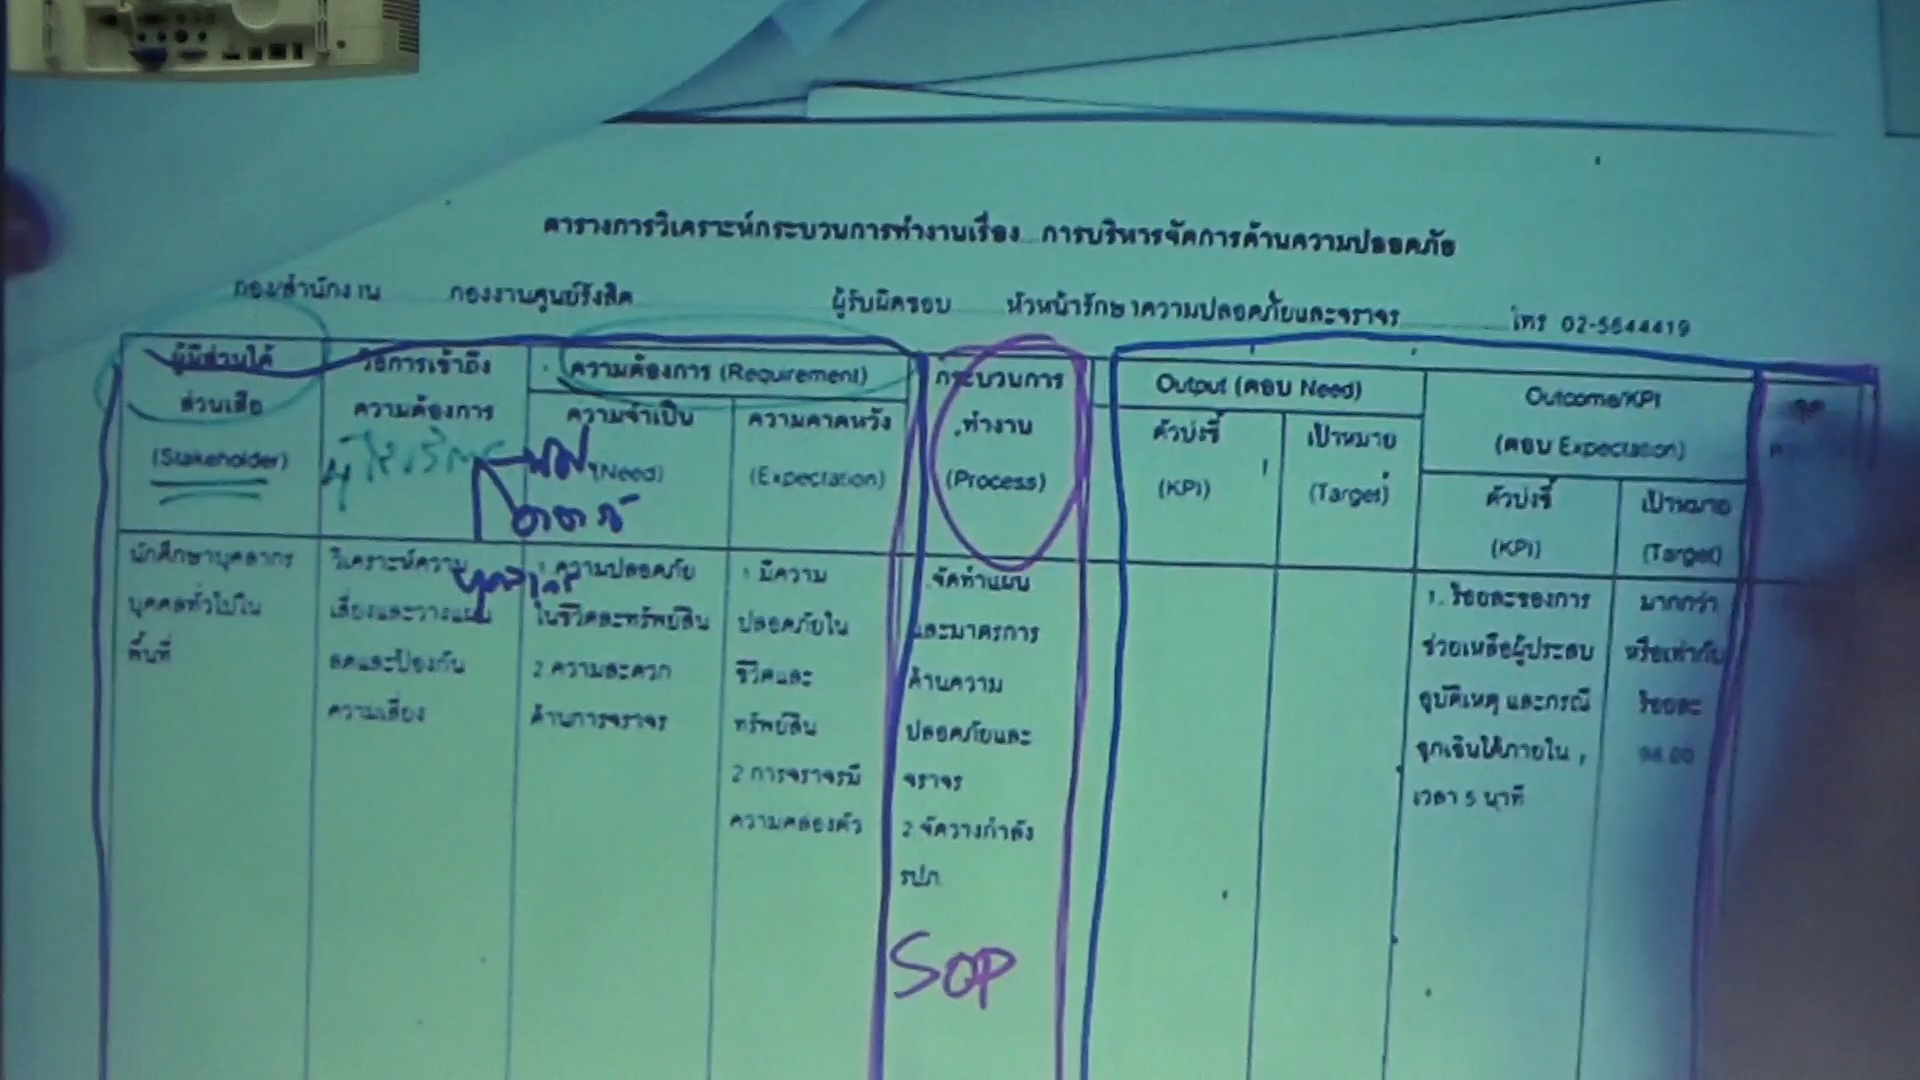 ตารางการวิเคราะห์กระบวนการทำงานเรื่อง การบริหารจัดการด้านความปลอดภัย
กอง/สำนักงาน กองงานศูนย์รังสิต ผู้รับผิดชอบ หัวหน้ารักษาความปลอดภัยและจราจร โทร 02-5644419
ผู้มีส่วนได้
ส่วนเสีย
(Stakeholder)
วิธีการเข้าถึง
ความต้องการ
ผู้ใช้บริการ
ความต้องการ (Requirement)
ความจำเป็น
(Need)
ความคาดหวัง
(Expectation)
กระบวนการ
ทำงาน
(Process)
Output (ตอบ Need)
ตัวบ่งชี้
(KPI)
เป้าหมาย
(Target)
Outcome/KPI
(ตอบ Expectation)
ตัวบ่งชี้
(KPI)
เป้าหมาย
(Target)
นักศึกษาบุคลากร
บุคคลทั่วไปใน
พื้นที่
วิเคราะห์ความ
เสี่ยงและวางแผน
ลดและป้องกัน
ความเสี่ยง
บุคลากร
1 ความปลอดภัย
ในชีวิตและทรัพย์สิน
2 ความสะดวก
ด้านการจราจร
1 มีความ
ปลอดภัยใน
ชีวิตและ
ทรัพย์สิน
2 การจราจรมี
ความคล่องตัว
จัดทำแผน
และมาตรการ
ด้านความ
ปลอดภัยและ
จราจร
2 จัดวางกำลัง
รปภ.
SOP
1. ร้อยละของการ
ช่วยเหลือผู้ประสบ
อุบัติเหตุ และกรณี
ฉุกเฉินได้ภายใน
เวลา 5 นาที
มากกว่า
หรือเท่ากับ
ร้อยละ